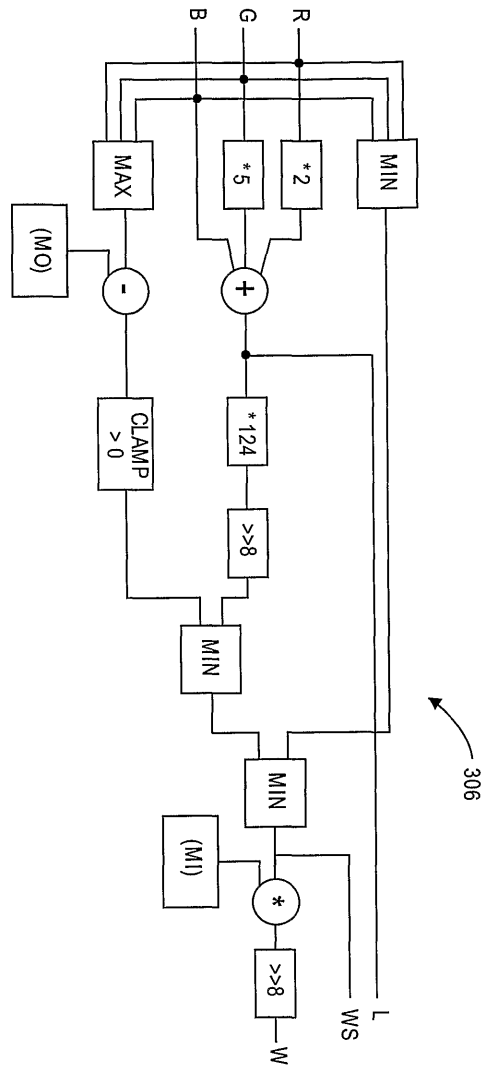 R
G
B
MIN
*2
*5
MAX
+
-
(MO)
*124
CLAMP
> 0
>>8
MIN
MIN
306
(MI)
*
>>8
L
WS
W